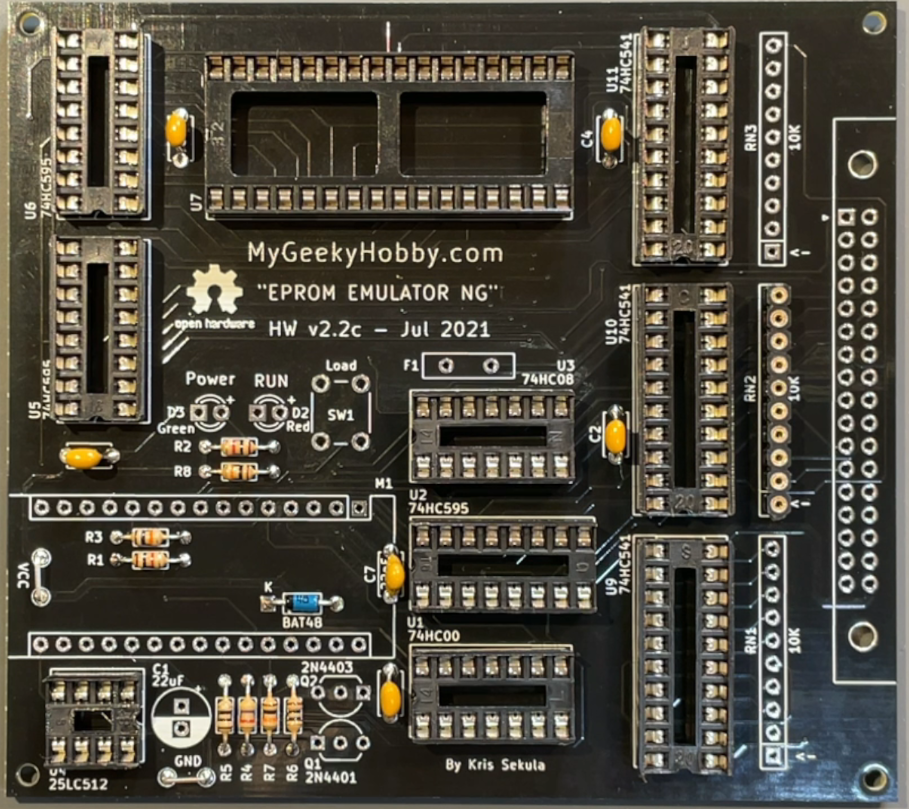 U6
74HC595
U7
C4
U11
74HC541
RN3
10K
20
MyGeekyHobby.com
"EPROM EMULATOR NG"
open hardware
HW v2.2c – Jul 2021
U5
U10
74HC541
RN2
10K
Load
F1
U3
74HC08
Power
RUN
D3
Green
D2
Red
SW1
R2
R8
C2
20
M1
U2
74HC595
R3
R1
C7
VCC
K
BAT48
U9
74HC541
RN1
10K
U1
74HC00
2N4403
Q2
C1
22uF
+
GND
R5
R4
R7
R6
Q1
2N4401
25LC512
By Kris Sekula